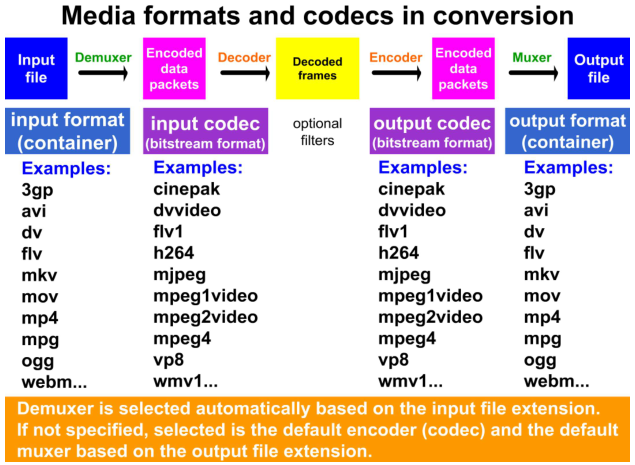 Media formats and codecs in conversion
Input
file
Demuxer
Encoded
data
packets
Decoder
Decoded
frames
Encoder
Encoded
data
packets
Muxer
Output
file
input format
(container)
input codec
(bitstream format)
optional
filters
output codec
(bitstream format)
output format
(container)
Examples:
3gp
avi
dv
flv
mkv
mov
mp4
mpg
ogg
webm...
Examples:
cinepak
dvvideo
flv1
h264
mjpeg
mpeg1video
mpeg2video
mpeg4
vp8
wmv1...
Examples:
cinepak
dvvideo
flv1
h264
mjpeg
mpeg1video
mpeg2video
mpeg4
vp8
wmv1...
Examples:
3gp
avi
dv
flv
mkv
mov
mp4
mpg
ogg
webm...
Demuxer is selected automatically based on the input file extension.
If not specified, selected is the default encoder (codec) and the default
muxer based on the output file extension.